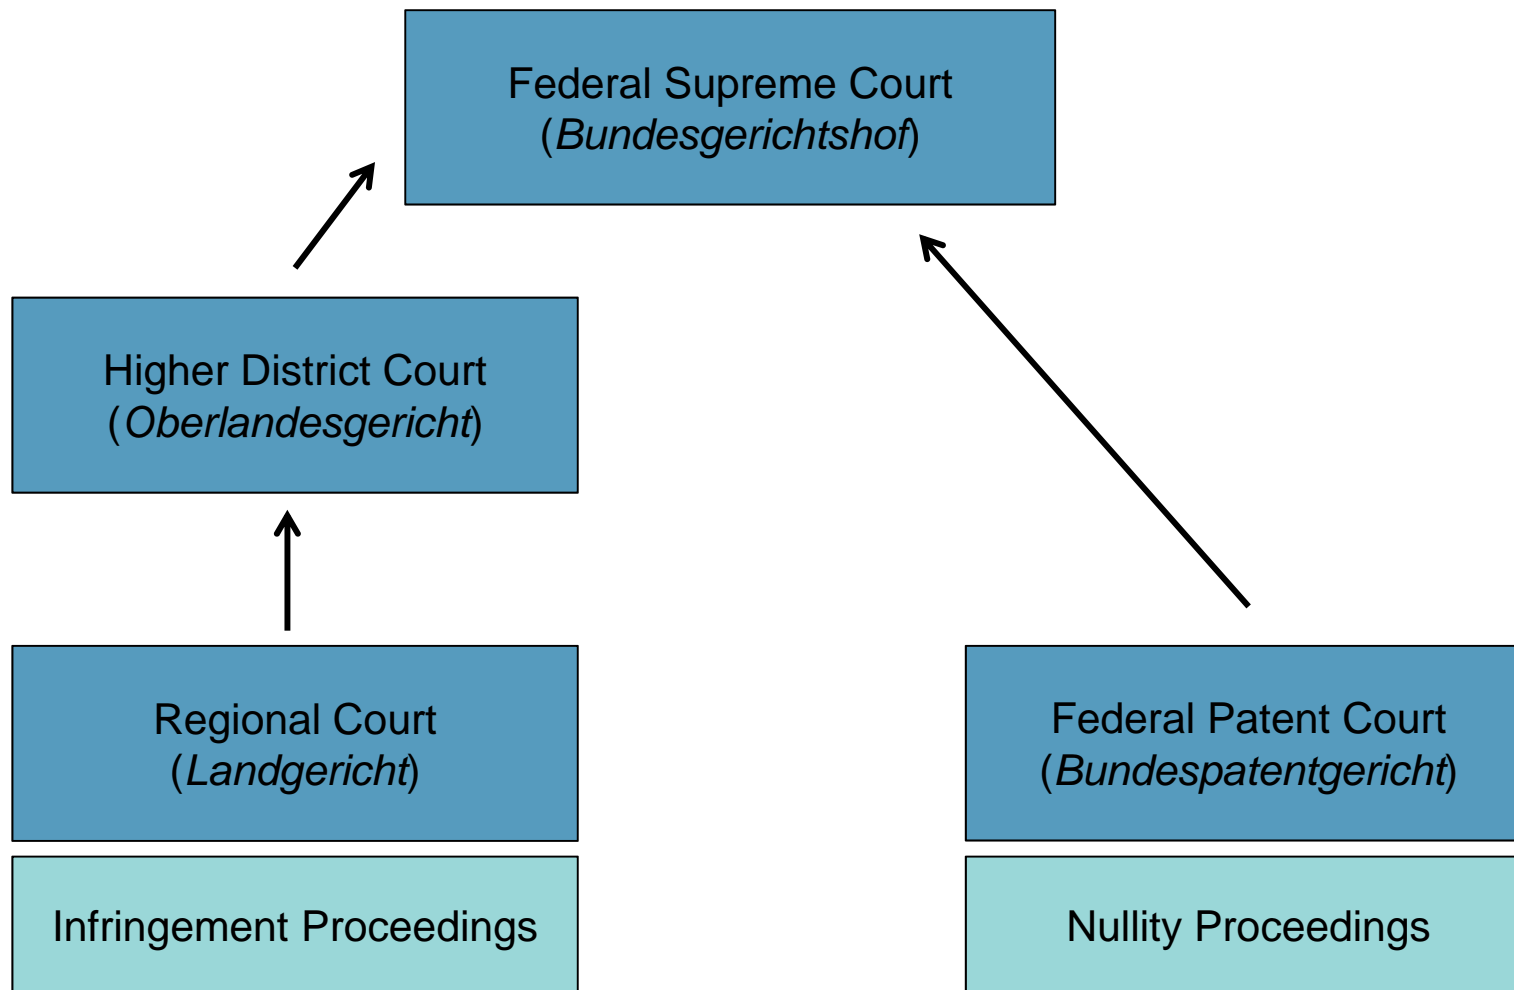 Federal Supreme Court
(Bundesgerichtshof)
Higher District Court
(Oberlandesgericht)
Regional Court
(Landgericht)
Federal Patent Court
(Bundespatentgericht)
Infringement Proceedings
Nullity Proceedings